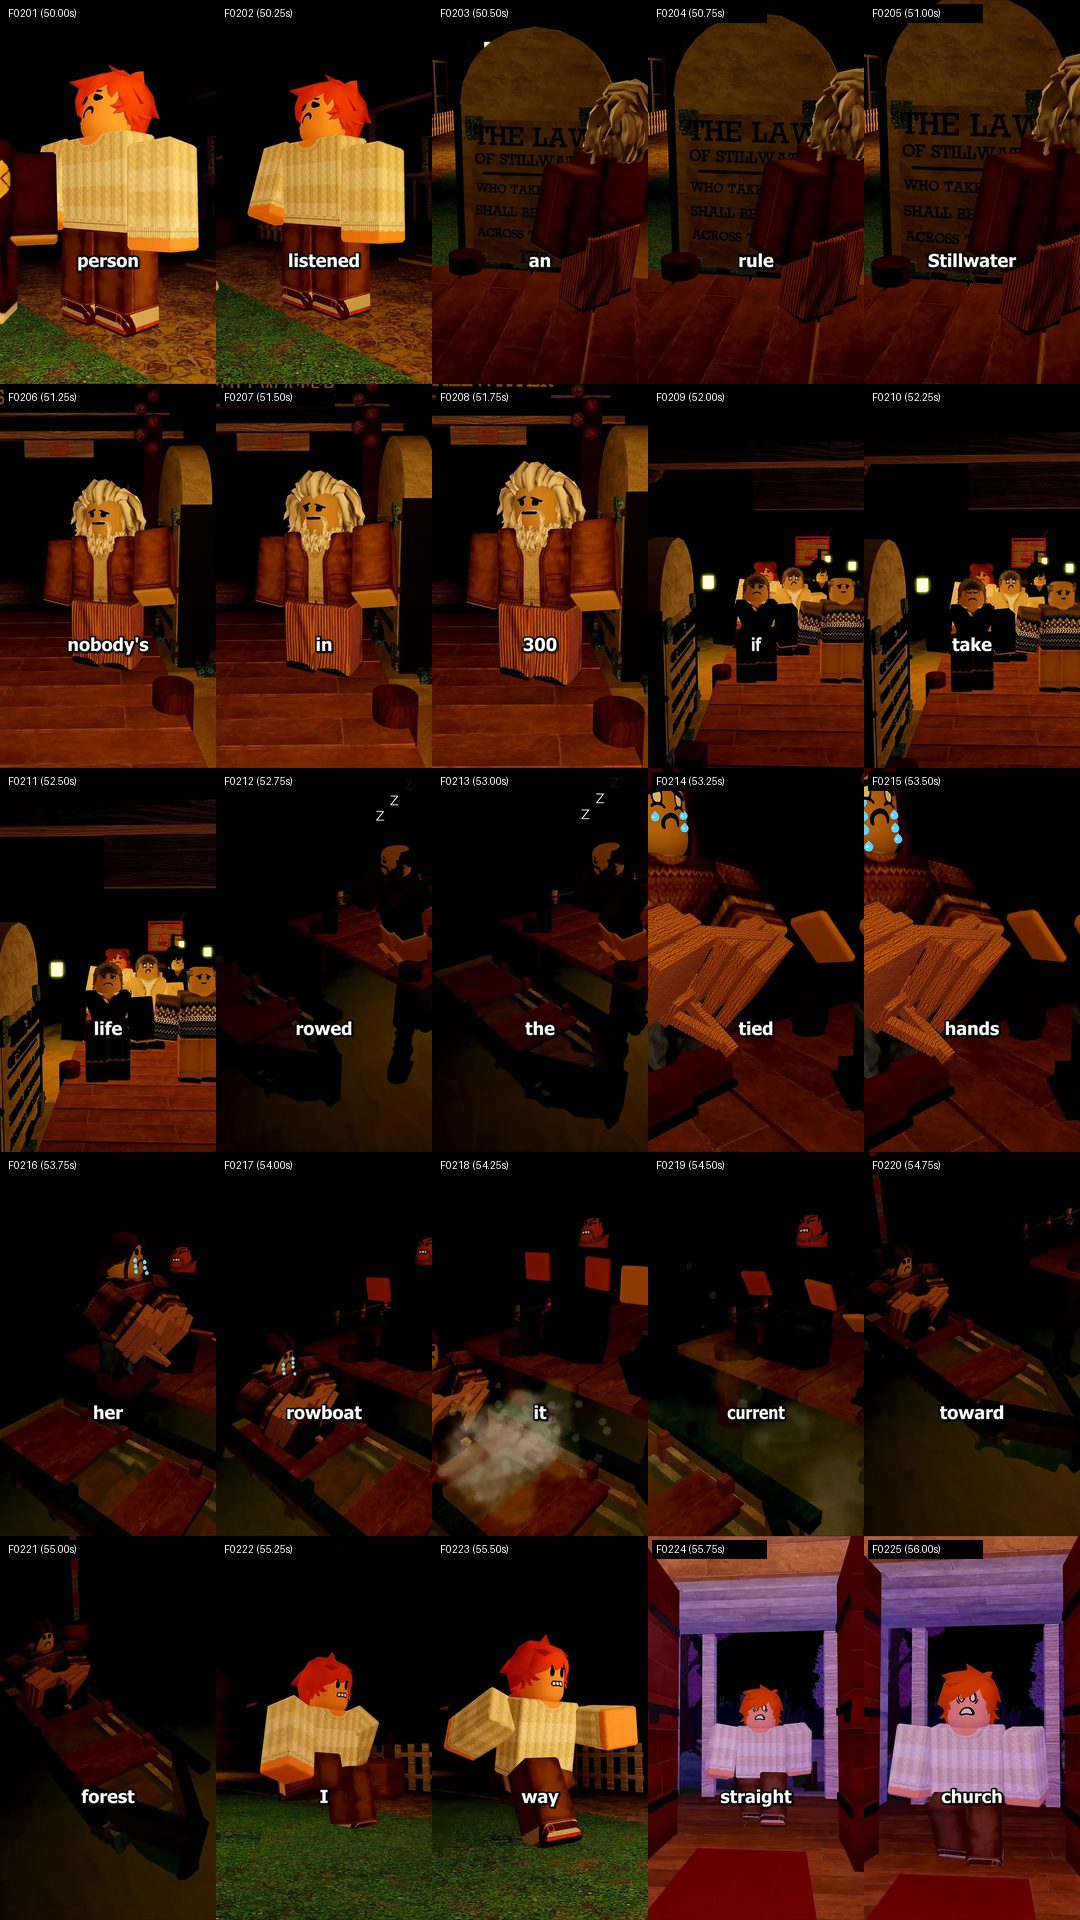 F0201 (50.00s)
person
F0202 (50.25s)
listened
F0203 (50.50s)
THE LAW
OF STILLWAT
WHO TAKE
SHALL BE
ACROSS T
an
F0204 (50.75s)
THE LAW
OF STILLWA
WHO TAKE
SHALL BE
ACROSS
rule
F0205 (51.00s)
THE LAW
OF STILLWAT
WHO TAKE
SHALL BE
ACROSS T
Stillwater
F0206 (51.25s)
nobody's
F0207 (51.50s)
in
F0208 (51.75s)
300
F0209 (52.00s)
if
F0210 (52.25s)
take
F0211 (52.50s)
life
F0212 (52.75s)
Z
Z
rowed
F0213 (53.00s)
Z
Z
the
F0214 (53.25s)
tied
F0215 (53.50s)
hands
F0216 (53.75s)
her
F0217 (54.00s)
rowboat
F0218 (54.25s)
it
F0219 (54.50s)
current
F0220 (54.75s)
toward
F0221 (55.00s)
forest
F0222 (55.25s)
I
F0223 (55.50s)
way
F0224 (55.75s)
straight
F0225 (56.00s)
church